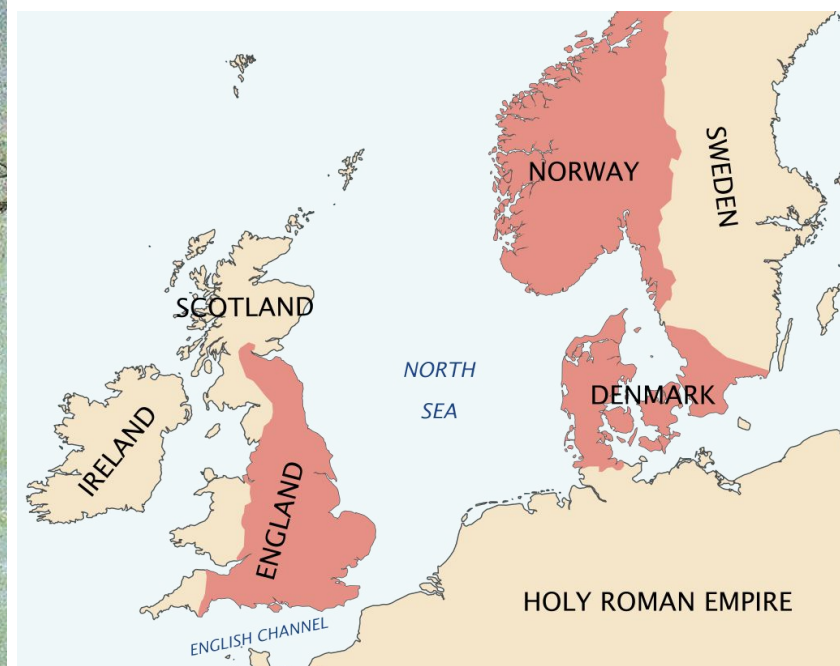 NORWAY
SWEDEN
SCOTLAND
NORTH
SEA
DENMARK
IRELAND
ENGLAND
HOLY ROMAN EMPIRE
ENGLISH CHANNEL